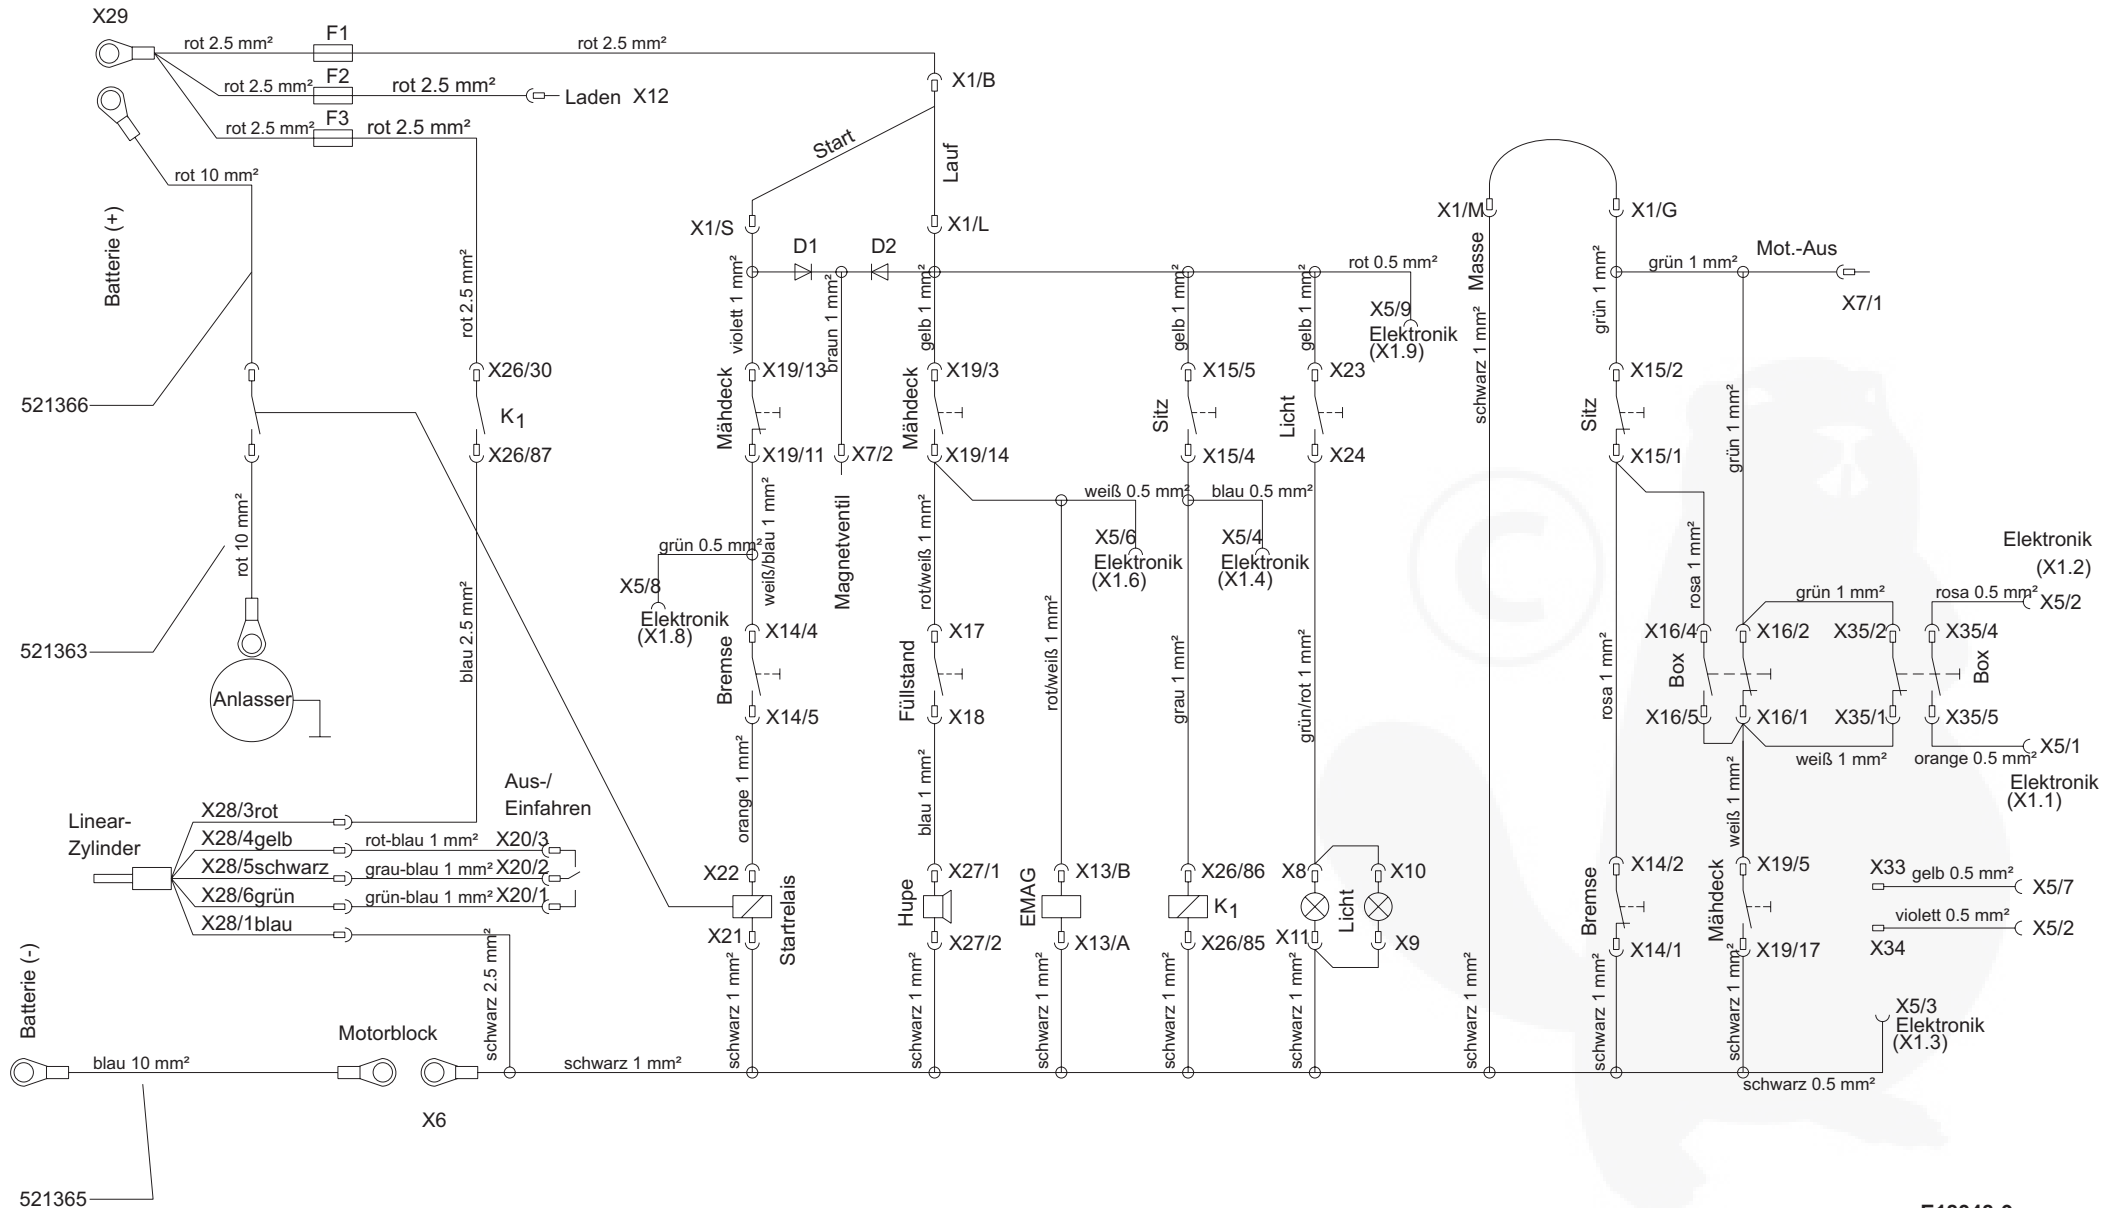 X29
rot 2.5 mm²
F1
rot 2.5 mm²
X1/B
rot 2.5 mm²
F2
rot 2.5 mm²
Laden X12
rot 2.5 mm²
F3
rot 2.5 mm²
rot 10 mm²
Batterie (+)
Start
Lauf
X1/S
X1/L
X1/M
X1/G
D1
D2
rot 0.5 mm²
Masse
grün 1 mm²
Mot.-Aus
X7/1
rot 2.5 mm²
violett 1 mm²
braun 1 mm²
gelb 1 mm²
gelb 1 mm²
gelb 1 mm²
X5/9
Elektronik
(X1.9)
schwarz 1 mm²
grün 1 mm²
521366
X26/30
K1
X26/87
X19/13
Mähdeck
X19/11
X7/2
Magnetventil
X19/3
Mähdeck
X19/14
X15/5
Sitz
X15/4
X23
Licht
X24
X15/2
Sitz
X15/1
grün 1 mm²
rot 10 mm²
weiß/blau 1 mm²
grün 0.5 mm²
X5/8
Elektronik
(X1.8)
rot/weiß 1 mm²
weiß 0.5 mm²
X5/6
Elektronik
(X1.6)
blau 0.5 mm²
X5/4
Elektronik
(X1.4)
©
rosa 1 mm²
Elektronik
(X1.2)
rosa 0.5 mm²
X5/2
grün 1 mm²
521363
blau 2.5 mm²
Anlasser
X14/4
Bremse
X14/5
X17
Füllstand
X18
rot/weiß 1 mm²
grau 1 mm²
grün/rot 1 mm²
rosa 1 mm²
X16/4
X16/2
X35/2
X35/4
Box
Box
X16/5
X16/1
X35/1
X35/5
weiß 1 mm²
orange 0.5 mm²
X5/1
Elektronik
(X1.1)
orange 1 mm²
blau 1 mm²
weiß 1 mm²
Aus-/
Einfahren
Linear-
Zylinder
X28/3rot
X28/4gelb
rot-blau 1 mm²
X20/3
X28/5schwarz
grau-blau 1 mm²
X20/2
X28/6grün
grün-blau 1 mm²
X20/1
X28/1blau
X22
X21
Startrelais
X27/1
Hupe
X27/2
X13/B
EMAG
X13/A
X26/86
K1
X26/85
X8
X10
Licht
X11
X9
X14/2
Bremse
X14/1
X19/5
Mähdeck
X19/17
X33
gelb 0.5 mm²
X5/7
violett 0.5 mm²
X5/2
X34
Batterie (-)
schwarz 2.5 mm²
schwarz 1 mm²
schwarz 1 mm²
schwarz 1 mm²
schwarz 1 mm²
schwarz 1 mm²
schwarz 1 mm²
schwarz 1 mm²
schwarz 1 mm²
X5/3
Elektronik
(X1.3)
blau 10 mm²
Motorblock
schwarz 1 mm²
schwarz 0.5 mm²
X6
521365